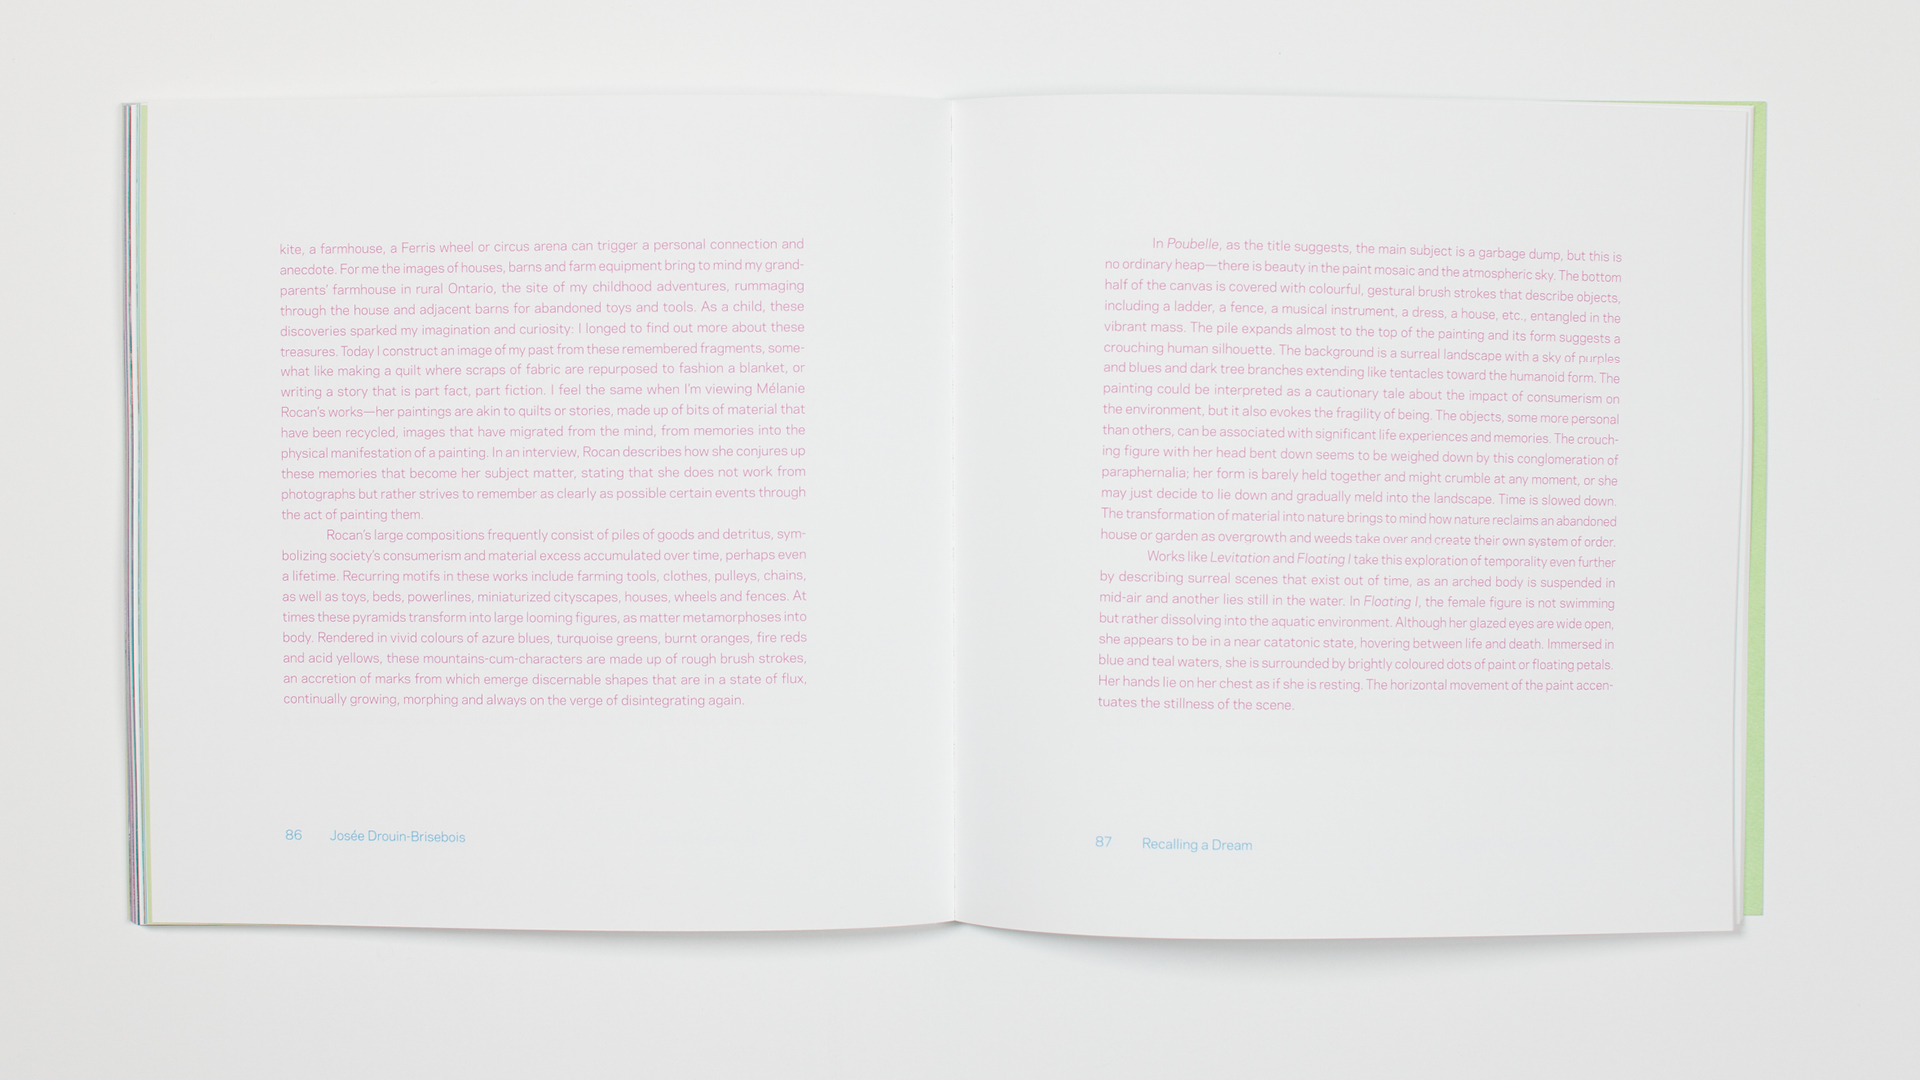 kite, a farmhouse, a Ferris wheel or circus arena can trigger a personal connection and
anecdote. For me the images of houses, barns and farm equipment bring to mind my grand-
parents' farmhouse in rural Ontario, the site of my childhood adventures, rummaging
through the house and adjacent barns for abandoned toys and tools. As a child, these
discoveries sparked my imagination and curiosity: I longed to find out more about these
treasures. Today I construct an image of my past from these remembered fragments, some-
what like making a quilt where scraps of fabric are repurposed to fashion a blanket, or
writing a story that is part fact, part fiction. I feel the same when I'm viewing Mélanie
Rocan's works—her paintings are akin to quilts or stories, made up of bits of material that
have been recycled, images that have migrated from the mind, from memories into the
physical manifestation of a painting. In an interview, Rocan describes how she conjures up
these memories that become her subject matter, stating that she does not work from
photographs but rather strives to remember as clearly as possible certain events through
the act of painting them.
Rocan's large compositions frequently consist of piles of goods and detritus, sym-
bolizing society's consumerism and material excess accumulated over time, perhaps even
a lifetime. Recurring motifs in these works include farming tools, clothes, pulleys, chains,
as well as toys, beds, powerlines, miniaturized cityscapes, houses, wheels and fences. At
times these pyramids transform into large looming figures, as matter metamorphoses into
body. Rendered in vivid colours of azure blues, turquoise greens, burnt oranges, fire reds
and acid yellows, these mountains-cum-characters are made up of rough brush strokes,
an accretion of marks from which emerge discernable shapes that are in a state of flux,
continually growing, morphing and always on the verge of disintegrating again.
86 Josée Drouin-Brisebois
In Poubelle, as the title suggests, the main subject is a garbage dump, but this is
no ordinary heap—there is beauty in the paint mosaic and the atmospheric sky. The bottom
half of the canvas is covered with colourful, gestural brush strokes that describe objects,
including a ladder, a fence, a musical instrument, a dress, a house, etc., entangled in the
vibrant mass. The pile expands almost to the top of the painting and its form suggests a
crouching human silhouette. The background is a surreal landscape with a sky of purples
and blues and dark tree branches extending like tentacles toward the humanoid form. The
painting could be interpreted as a cautionary tale about the impact of consumerism on
the environment, but it also evokes the fragility of being. The objects, some more personal
than others, can be associated with significant life experiences and memories. The crouch-
ing figure with her head bent down seems to be weighed down by this conglomeration of
paraphernalia; her form is barely held together and might crumble at any moment, or she
may just decide to lie down and gradually meld into the landscape. Time is slowed down.
The transformation of material into nature brings to mind how nature reclaims an abandoned
house or garden as overgrowth and weeds take over and create their own system of order.
Works like Levitation and Floating I take this exploration of temporality even further
by describing surreal scenes that exist out of time, as an arched body is suspended in
mid-air and another lies still in the water. In Floating I, the female figure is not swimming
but rather dissolving into the aquatic environment. Although her glazed eyes are wide open,
she appears to be in a near catatonic state, hovering between life and death. Immersed in
blue and teal waters, she is surrounded by brightly coloured dots of paint or floating petals.
Her hands lie on her chest as if she is resting. The horizontal movement of the paint accen-
tuates the stillness of the scene.
87 Recalling a Dream